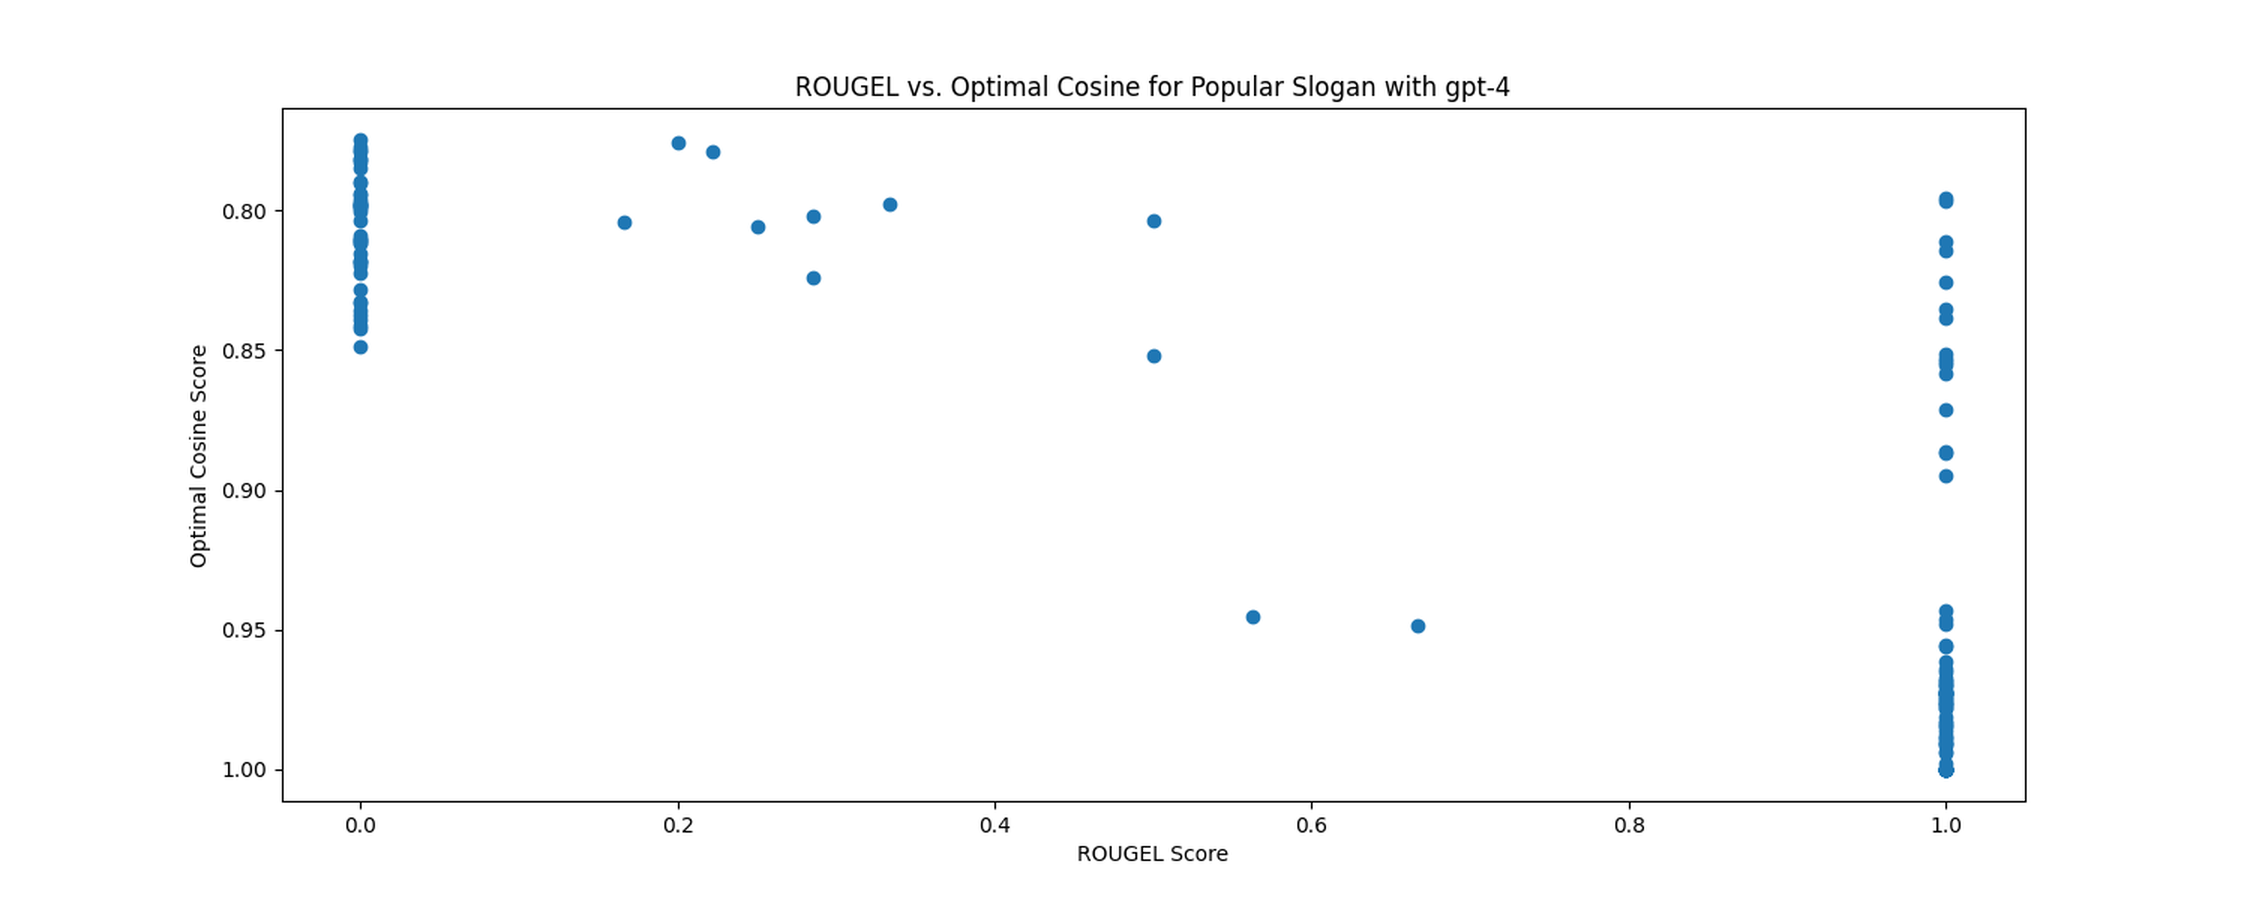 ROUGEL vs. Optimal Cosine for Popular Slogan with gpt-4
Optimal Cosine Score
0.80
0.85
0.90
0.95
1.00
0.0 0.2 0.4 0.6 0.8 1.0
ROUGEL Score